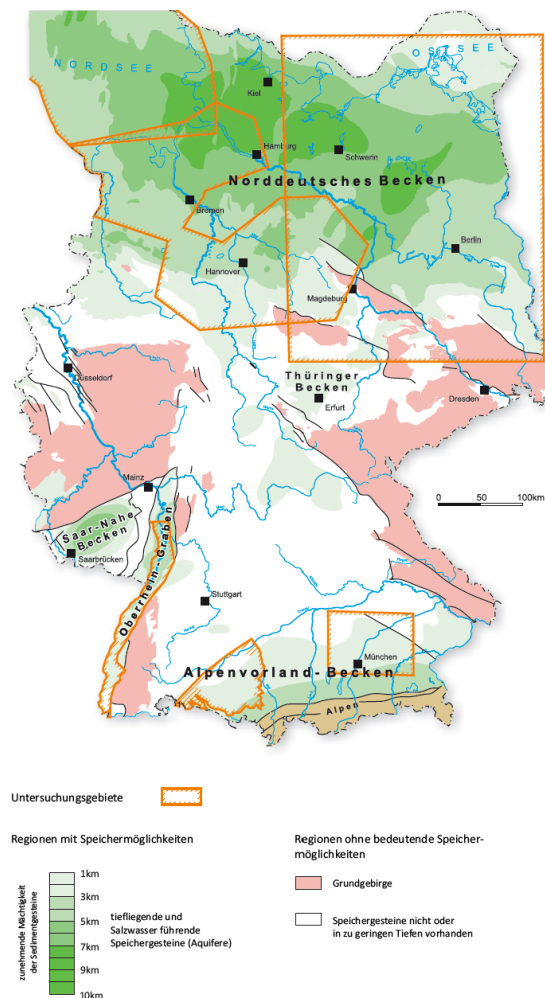 NORDSEE
OSTSEE
Kiel
Hamburg
Schwerin
Norddeutsches Becken
Bremen
Berlin
Hannover
Magdeburg
Düsseldorf
Thüringer
Becken
Erfurt
Dresden
Mainz
0 50 100km
Saar-Nahe
Becken
Saarbrücken
Oberrhein-Graben
Stuttgart
München
Alpenvorland-Becken
Alpen
Untersuchungsgebiete
Regionen mit Speichermöglichkeiten
Regionen ohne bedeutende Speicher-
möglichkeiten
zunehmende Mächtigkeit
der Sedimentgesteine
1km
3km
5km
7km
9km
10km
tiefliegende und
Salzwasser führende
Speichergesteine (Aquifere)
Grundgebirge
Speichergesteine nicht oder
in zu geringen Tiefen vorhanden